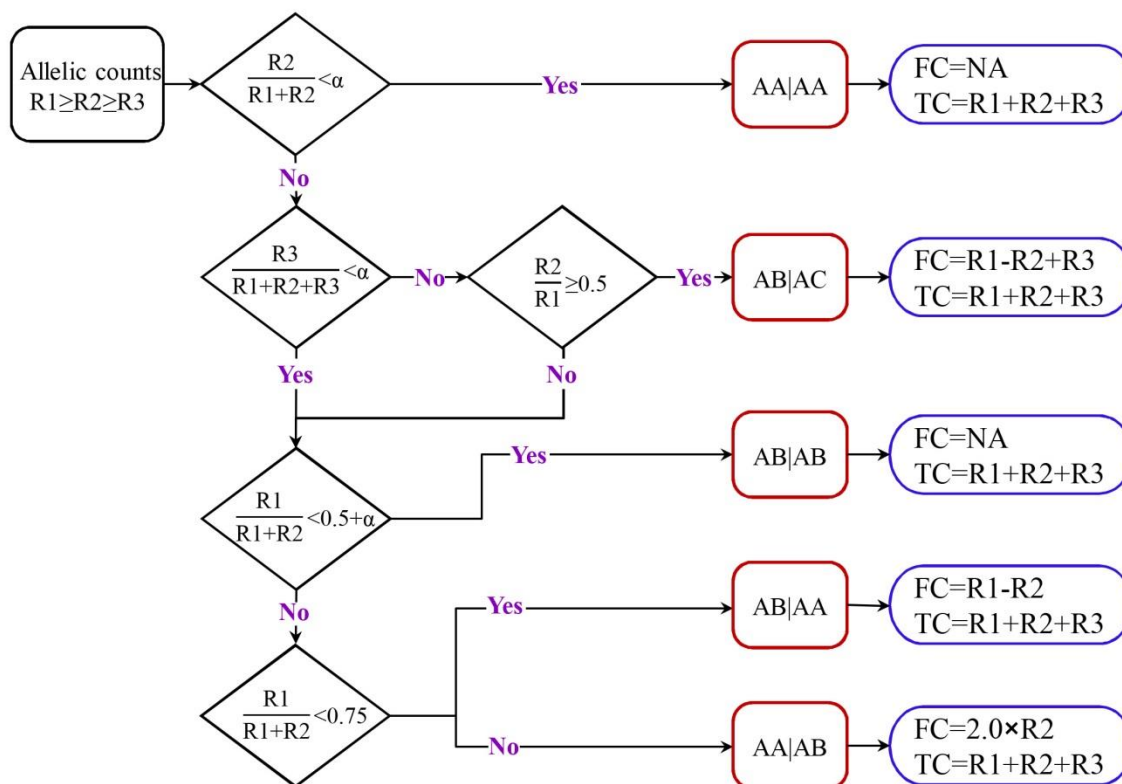 Allelic counts
R1≥R2≥R3
R2
R1+R2
<α
Yes
AA|AA
FC=NA
TC=R1+R2+R3
No
R3
R1+R2+R3
<α
No
R2
R1
≥0.5
Yes
AB|AC
FC=R1-R2+R3
TC=R1+R2+R3
Yes
No
R1
R1+R2
<0.5+α
Yes
AB|AB
FC=NA
TC=R1+R2+R3
No
R1
R1+R2
<0.75
Yes
AB|AA
FC=R1-R2
TC=R1+R2+R3
No
AA|AB
FC=2.0×R2
TC=R1+R2+R3